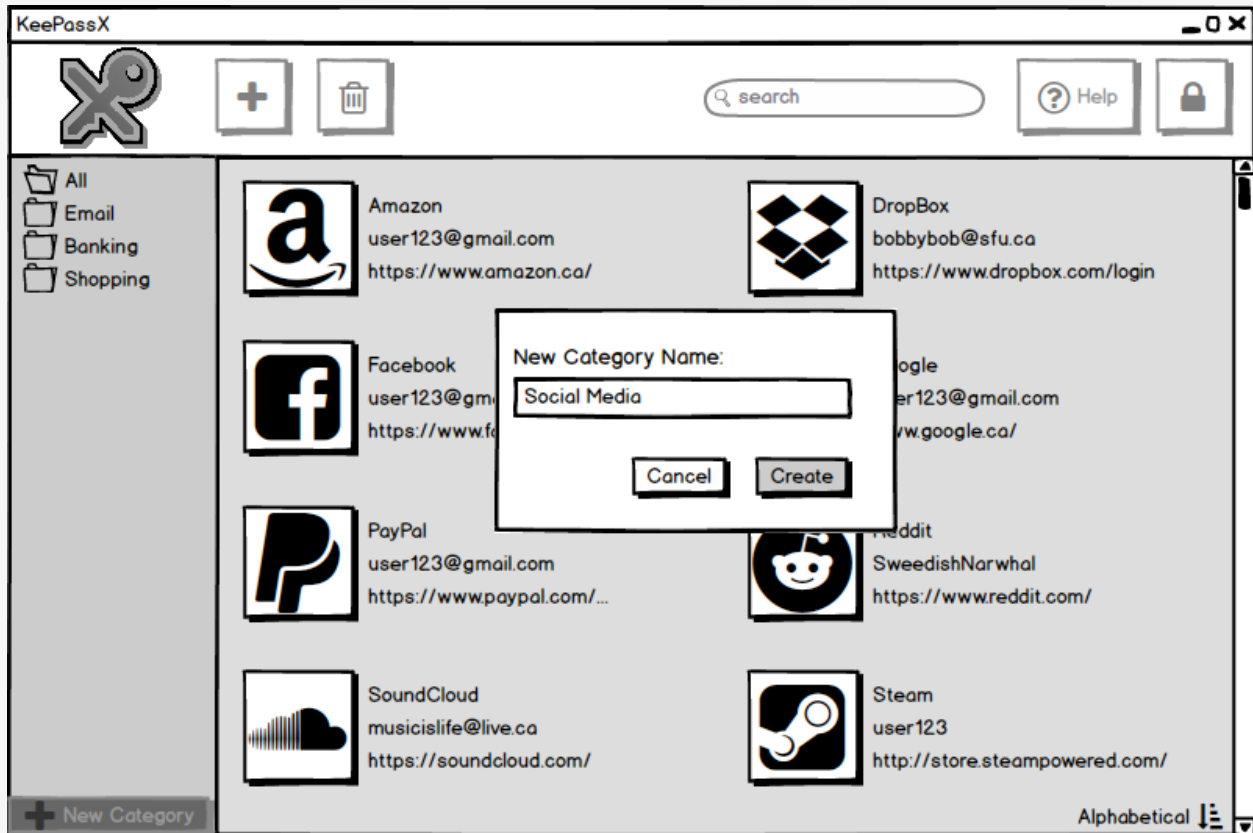 KeePassX
search
Help
All
Email
Banking
Shopping
New Category
Amazon
user123@gmail.com
https://www.amazon.ca/
DropBox
bobbybob@sfu.ca
https://www.dropbox.com/login
Facebook
user123@gm
https://www.f
ogle
er123@gmail.com
w.google.ca/
New Category Name:
Social Media
Cancel
Create
PayPal
user123@gmail.com
https://www.paypal.com/...
Reddit
SweedishNarwhal
https://www.reddit.com/
SoundCloud
musicislife@live.ca
https://soundcloud.com/
Steam
user123
http://store.steampowered.com/
Alphabetical